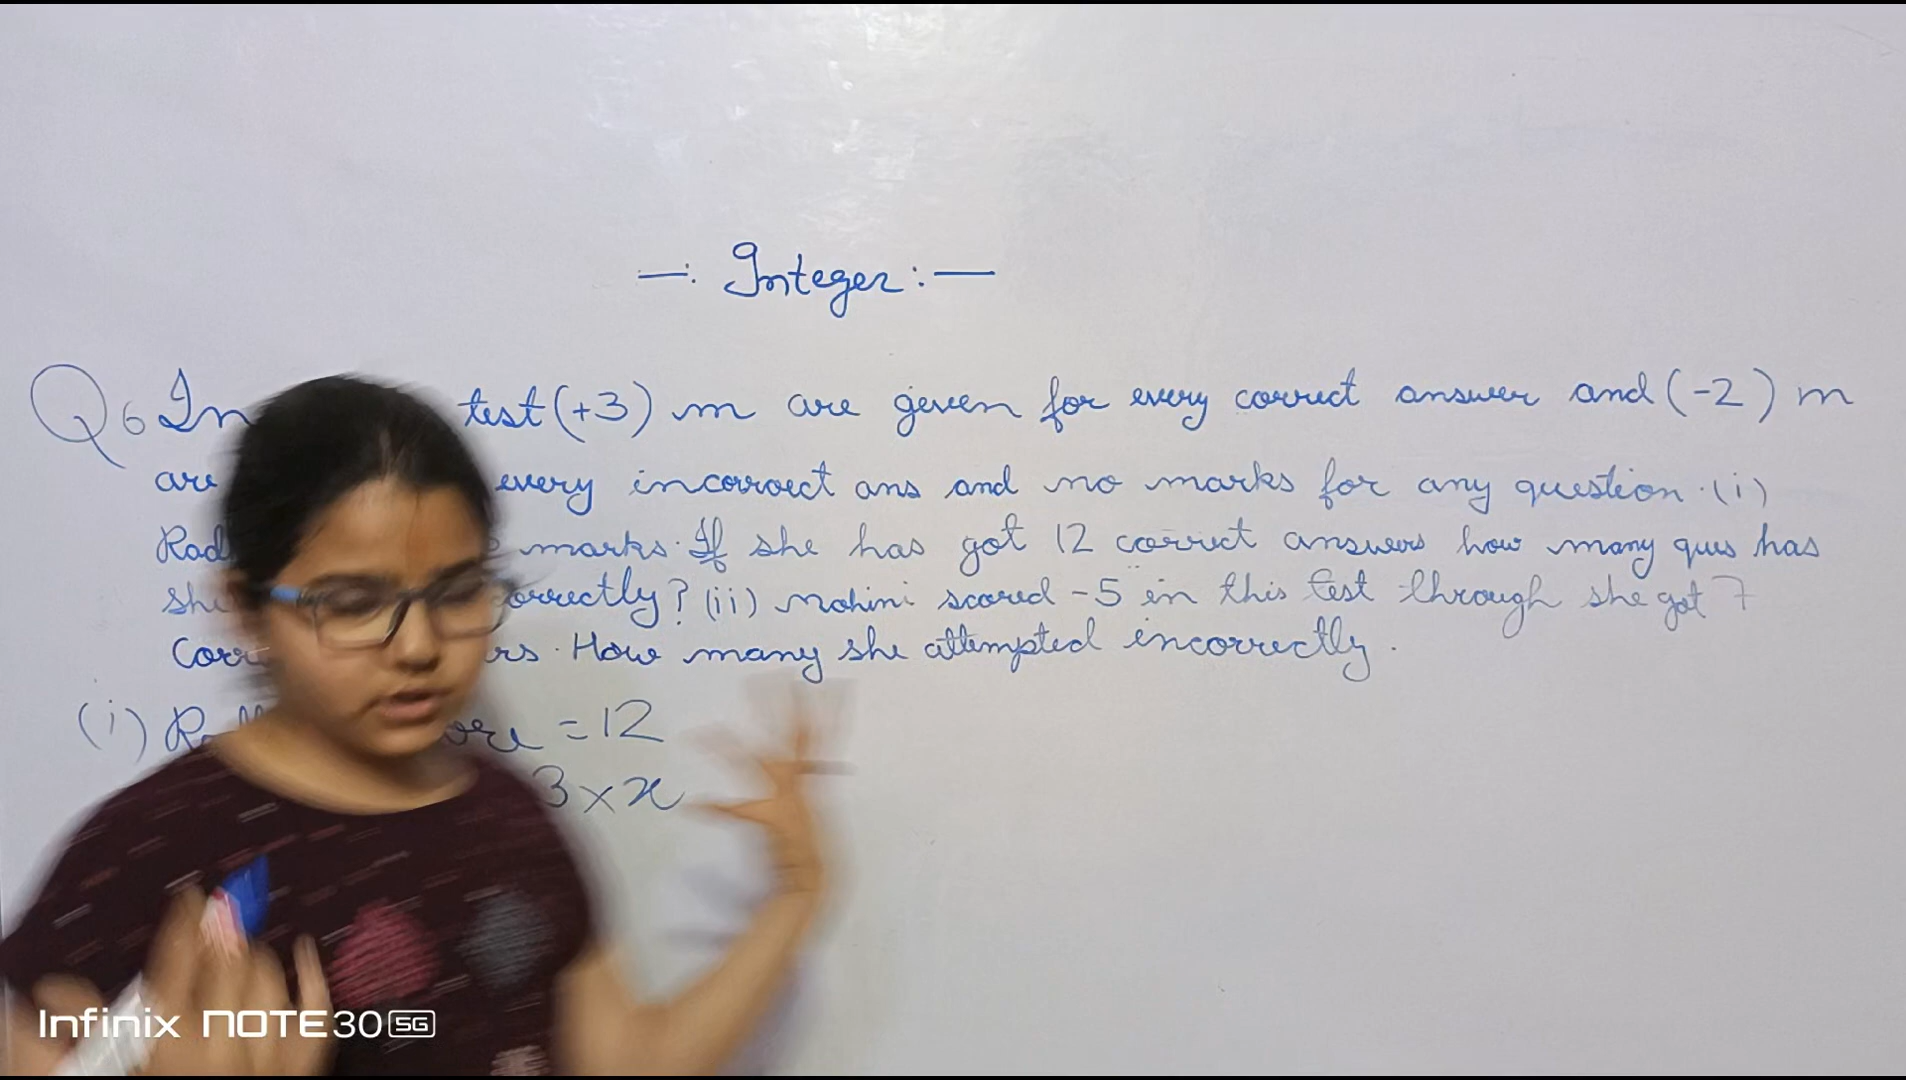 —: Integer :—
Q6 In test (+3) m are given for every correct answer and (-2) m
are every incorroect ans and no marks for any question. (i)
Rad marks. If she has got 12 correct answers how many ques has
she orrectly? (ii) Mohini scored -5 in this test through she got 7
Corr rs. How many she attempted incorrectly.
(i) ore = 12
3 × x
Infinix NOTE 30 5G